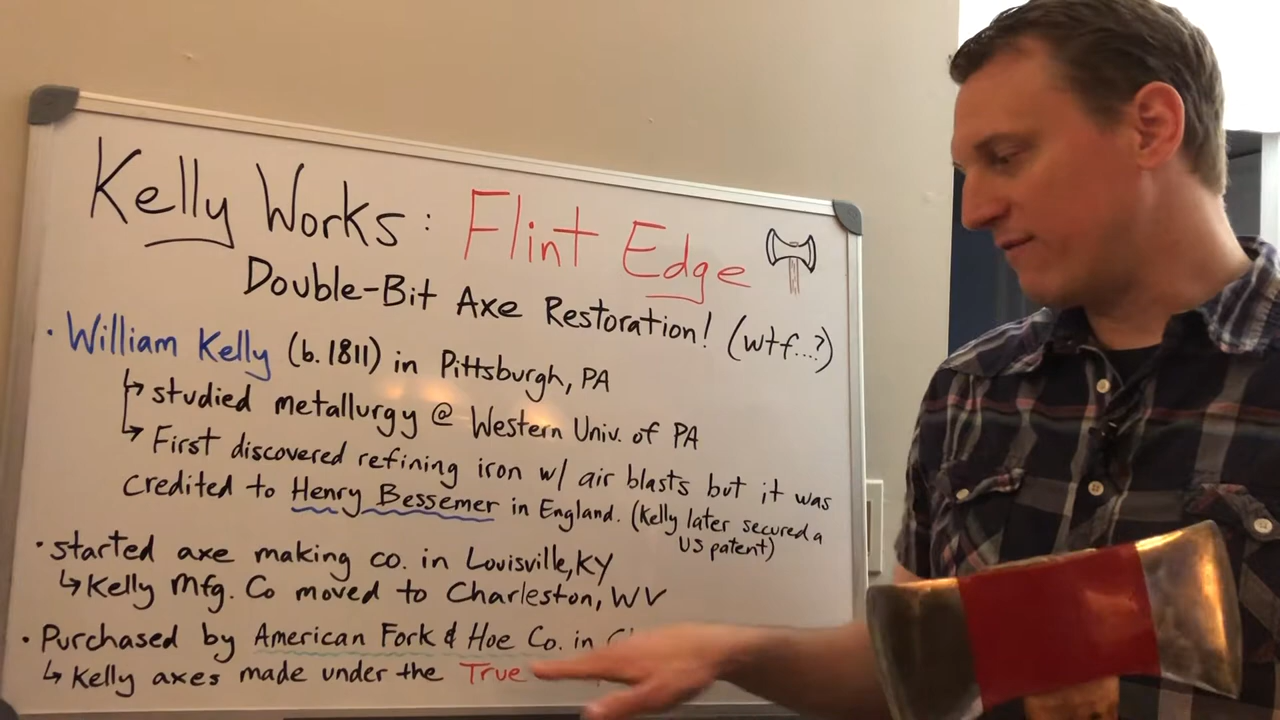 Kelly Works: Flint Edge
Double-Bit Axe Restoration! (wtf...?)
• William Kelly (b. 1811) in Pittsburgh, PA
↳ studied metallurgy @ Western Univ. of PA
↳ First discovered refining iron w/ air blasts but it was
credited to Henry Bessemer in England. (Kelly later secured a
US patent)
• started axe making co. in Louisville, KY
↳ Kelly Mfg. Co moved to Charleston, WV
• Purchased by American Fork & Hoe Co. in
↳ Kelly axes made under the True